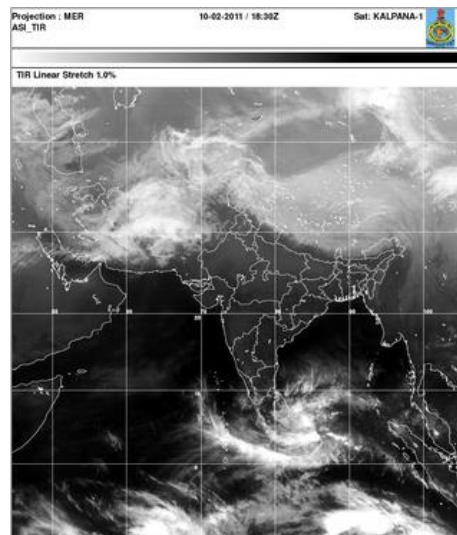 Projection : MER 10-02-2011 / 18:30Z Sat: KALPANA-1
ASI_TIR
TIR Linear Stretch 1.0%